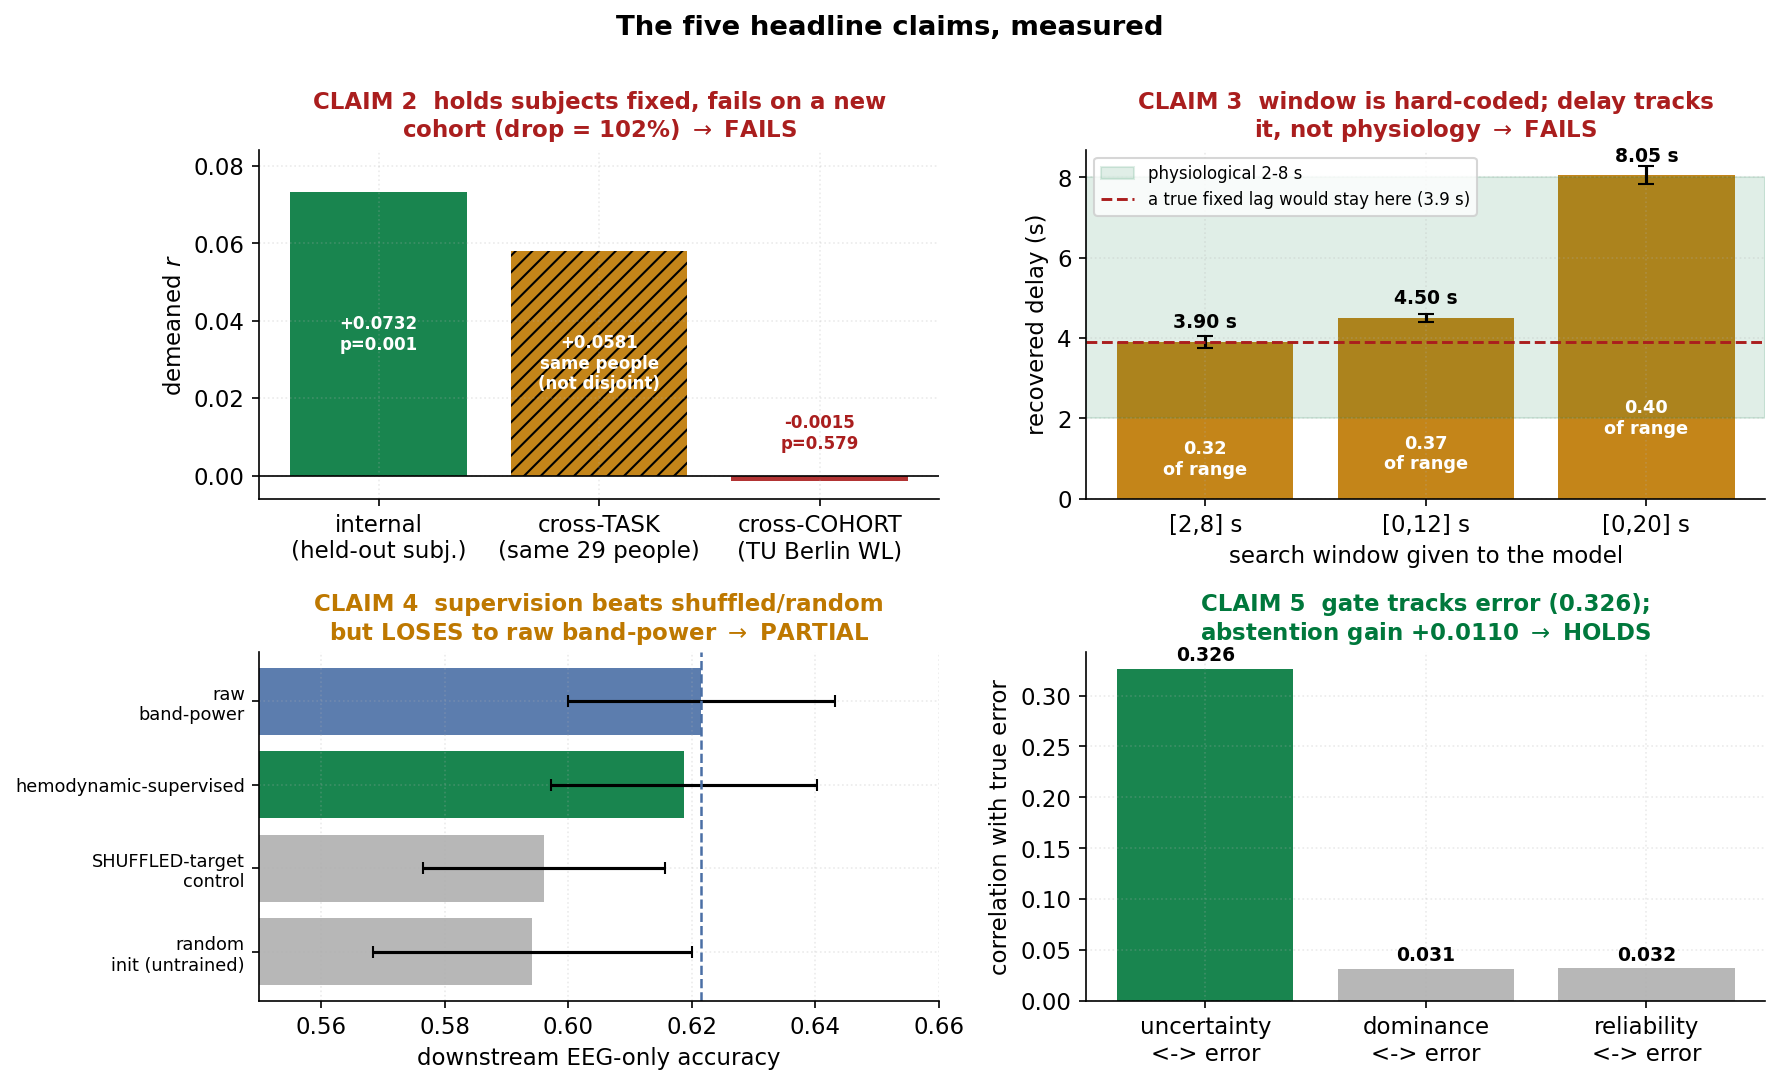 The five headline claims, measured
CLAIM 2  holds subjects fixed, fails on a new
cohort (drop = 102%) → FAILS
demeaned r
0.08
0.06
0.04
0.02
0.00
+0.0732
p=0.001
+0.0581
same people
(not disjoint)
-0.0015
p=0.579
internal
(held-out subj.)
cross-TASK
(same 29 people)
cross-COHORT
(TU Berlin WL)
CLAIM 3  window is hard-coded; delay tracks
it, not physiology → FAILS
recovered delay (s)
8
6
4
2
0
physiological 2-8 s
a true fixed lag would stay here (3.9 s)
3.90 s
4.50 s
8.05 s
0.32
of range
0.37
of range
0.40
of range
[2,8] s
[0,12] s
[0,20] s
search window given to the model
CLAIM 4  supervision beats shuffled/random
but LOSES to raw band-power → PARTIAL
raw
band-power
hemodynamic-supervised
SHUFFLED-target
control
random
init (untrained)
0.56
0.58
0.60
0.62
0.64
0.66
downstream EEG-only accuracy
CLAIM 5  gate tracks error (0.326);
abstention gain +0.0110 → HOLDS
correlation with true error
0.30
0.25
0.20
0.15
0.10
0.05
0.00
0.326
0.031
0.032
uncertainty
<-> error
dominance
<-> error
reliability
<-> error